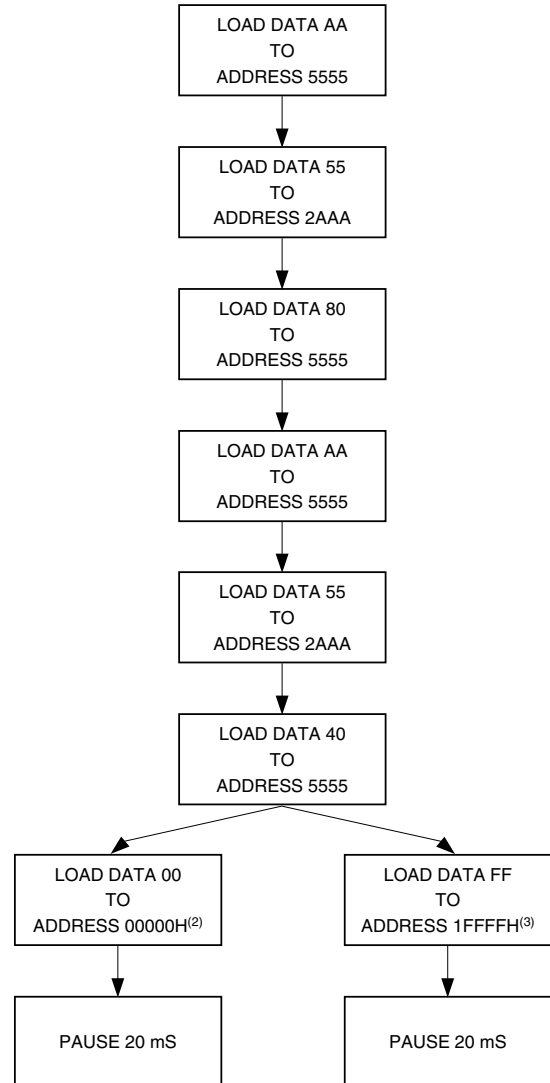 LOAD DATA AA
TO
ADDRESS 5555
LOAD DATA 55
TO
ADDRESS 2AAA
LOAD DATA 80
TO
ADDRESS 5555
LOAD DATA AA
TO
ADDRESS 5555
LOAD DATA 55
TO
ADDRESS 2AAA
LOAD DATA 40
TO
ADDRESS 5555
LOAD DATA 00
TO
ADDRESS 00000H(2)
PAUSE 20 mS
LOAD DATA FF
TO
ADDRESS 1FFFFH(3)
PAUSE 20 mS